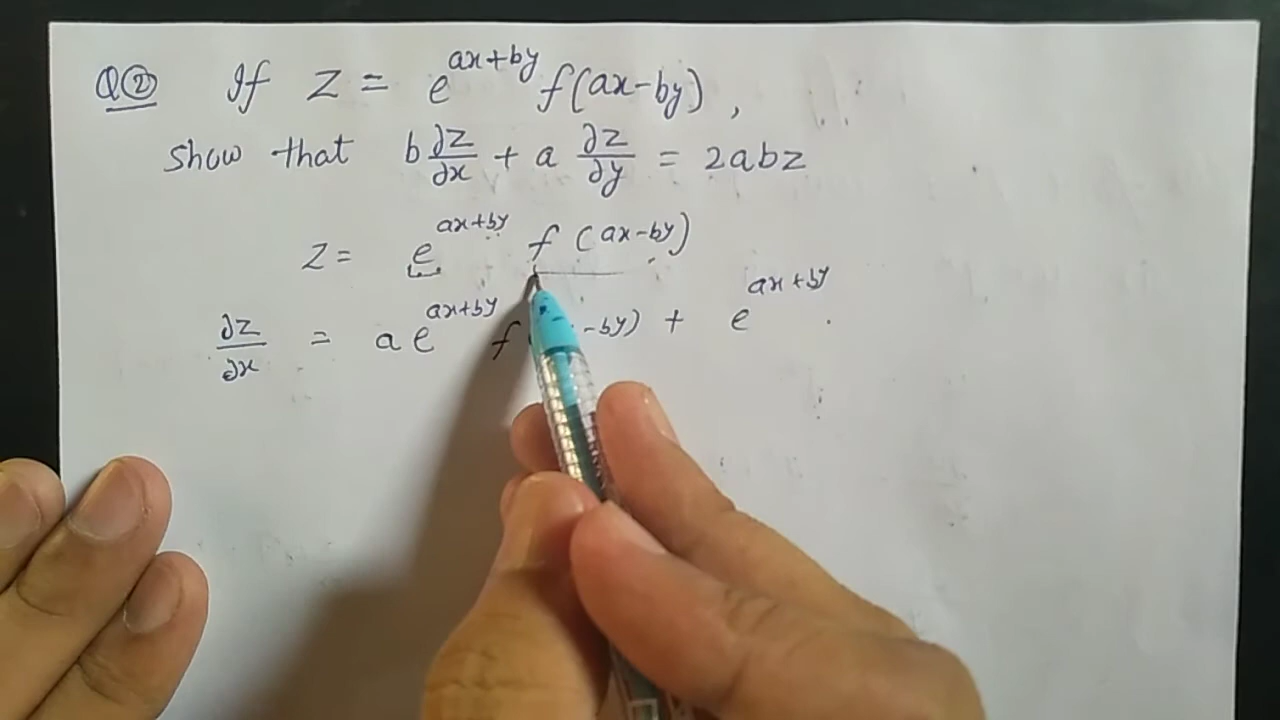 Q② If Z = e^{ax+by} f(ax-by),
Show that b ∂z/∂x + a ∂z/∂y = 2abz
Z = e^{ax+by} f(ax-by)
∂z/∂x = a e^{ax+by} f( -by) + e^{ax+by}